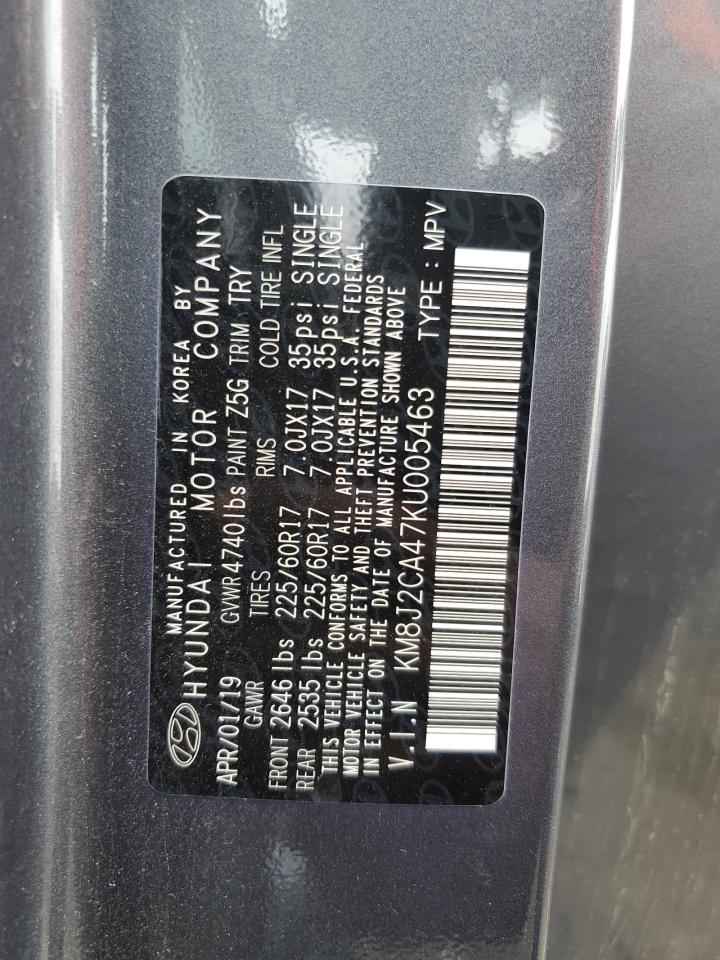 MANUFACTURED IN KOREA BY
HYUNDAI MOTOR COMPANY
APR/01/19 GVWR 4740lbs PAINT Z5G TRIM TRY
GAWR TIRES RIMS COLD TIRE INFL
FRONT 2646 lbs 225/60R17 7.0JX17 35psi SINGLE
REAR 2535 lbs 225/60R17 7.0JX17 35psi SINGLE
THIS VEHICLE CONFORMS TO ALL APPLICABLE U.S.A. FEDERAL
MOTOR VEHICLE SAFETY AND THEFT PREVENTION STANDARDS
IN EFFECT ON THE DATE OF MANUFACTURE SHOWN ABOVE
V.I.N KM8J2CA47KU005463 TYPE : MPV